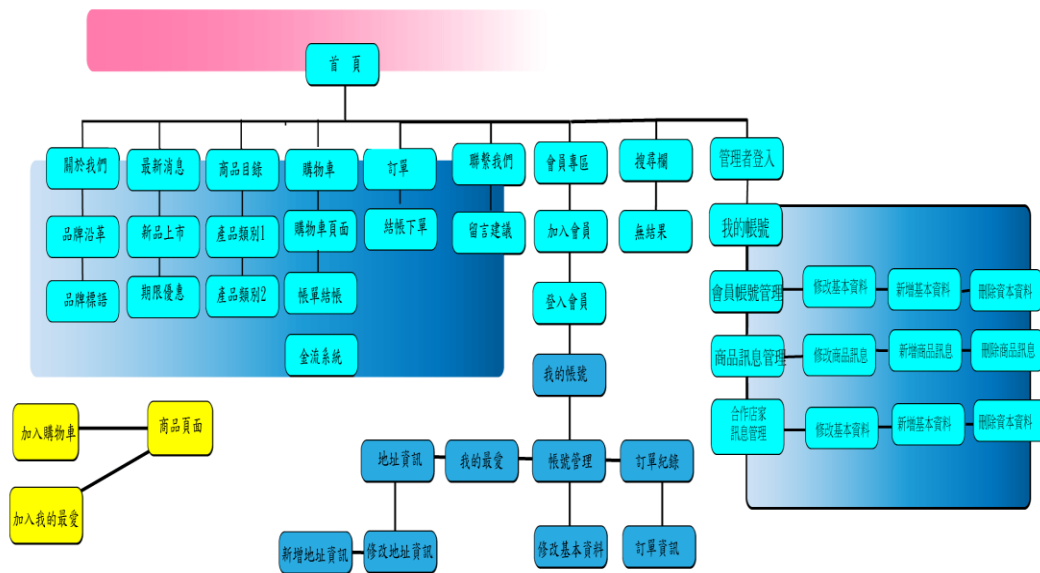 首 頁
關於我們
最新消息
商品目錄
購物車
訂單
聯繫我們
會員專區
搜尋欄
管理者登入
品牌沿革
新品上市
產品類別1
購物車頁面
結帳下單
留言建議
加入會員
無結果
我的帳號
品牌標語
期限優惠
產品類別2
帳單結帳
登入會員
會員帳號管理
修改基本資料
新增基本資料
刪除資本資料
金流系統
我的帳號
商品訊息管理
修改商品訊息
新增商品訊息
刪除商品訊息
加入購物車
商品頁面
合作店家
訊息管理
修改基本資料
新增基本資料
刪除資本資料
地址資訊
我的最愛
帳號管理
訂單紀錄
加入我的最愛
新增地址資訊
修改地址資訊
修改基本資料
訂單資訊